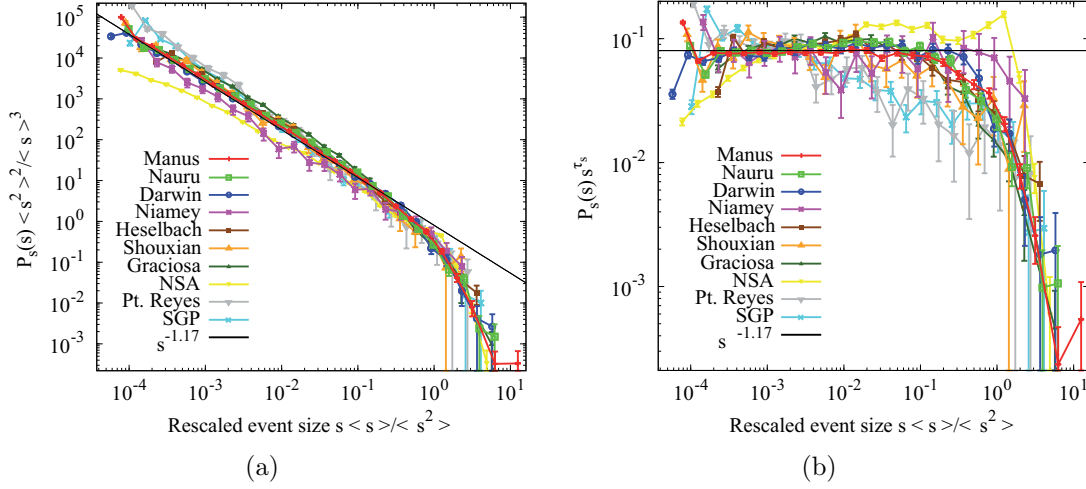 P_s(s) < s^2 >^2/< s >^3
10^5
10^4
10^3
10^2
10^1
10^0
10^-1
10^-2
10^-3
Manus
Nauru
Darwin
Niamey
Heselbach
Shouxian
Graciosa
NSA
Pt. Reyes
SGP
s^-1.17
10^-4 10^-3 10^-2 10^-1 10^0 10^1
Rescaled event size s < s >/< s^2 >
(a)
P_s(s) s^τ_s
10^-1
10^-2
10^-3
Manus
Nauru
Darwin
Niamey
Heselbach
Shouxian
Graciosa
NSA
Pt. Reyes
SGP
s^-1.17
10^-4 10^-3 10^-2 10^-1 10^0 10^1
Rescaled event size s < s >/< s^2 >
(b)